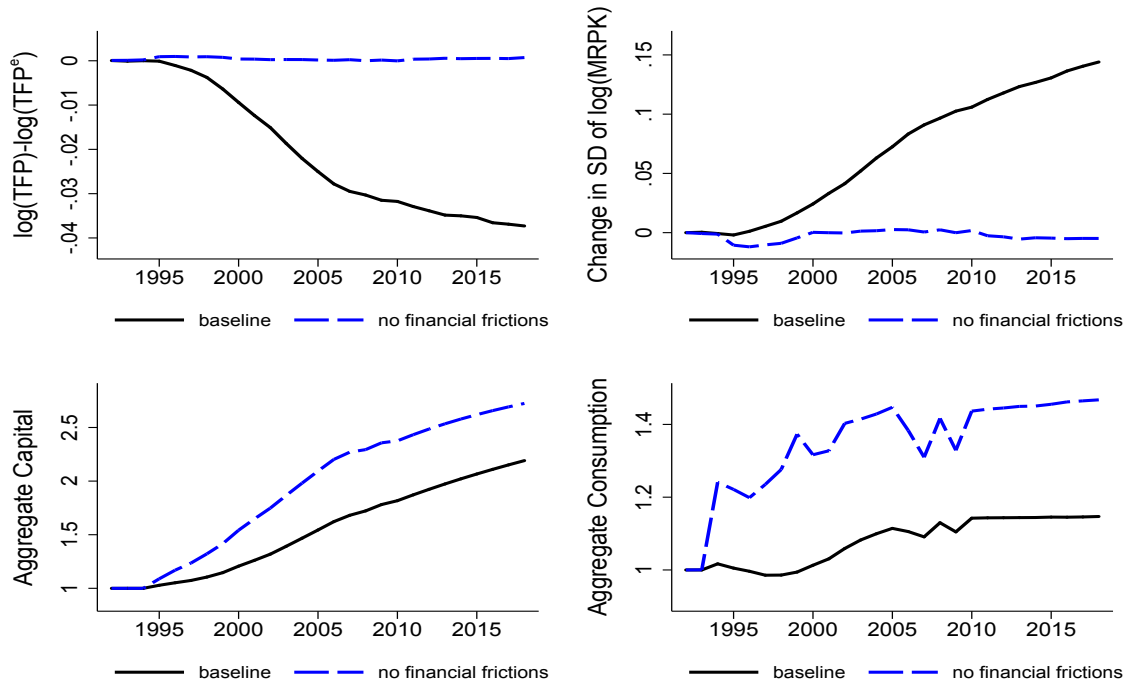 log(TFP)-log(TFPᵉ)
0
-.01
-.02
-.03
-.04
1995 2000 2005 2010 2015
baseline no financial frictions
Change in SD of log(MRPK)
.15
.1
.05
0
1995 2000 2005 2010 2015
baseline no financial frictions
Aggregate Capital
2.5
2
1.5
1
1995 2000 2005 2010 2015
baseline no financial frictions
Aggregate Consumption
1.4
1.2
1
1995 2000 2005 2010 2015
baseline no financial frictions